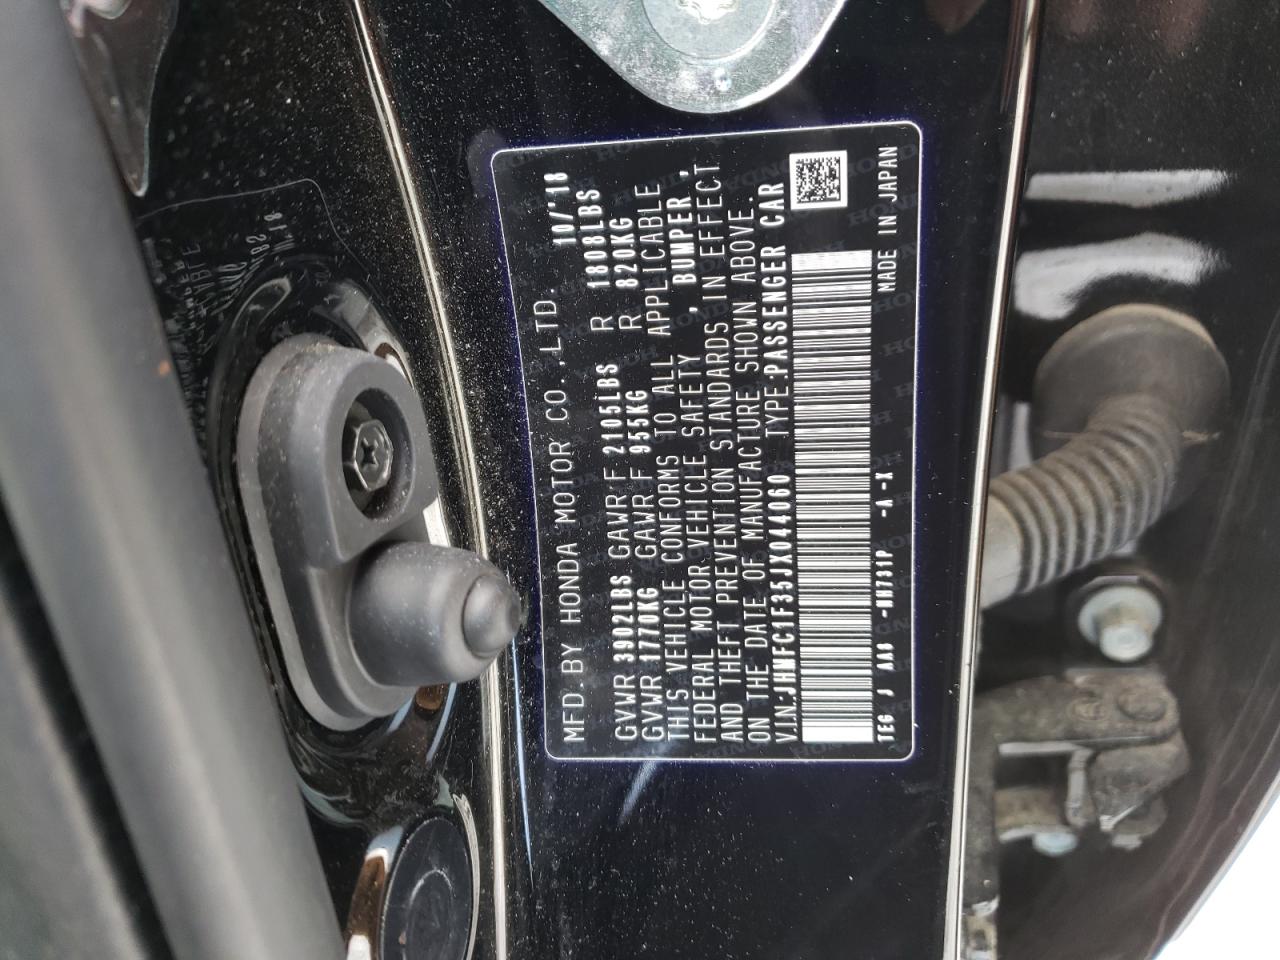 MFD. BY HONDA MOTOR CO., LTD. 10/'18
GVWR 3902LBS GAWR F 2105LBS R 1808LBS
GVWR 1770KG GAWR F 955KG R 820KG
THIS VEHICLE CONFORMS TO ALL APPLICABLE
FEDERAL MOTOR VEHICLE SAFETY , BUMPER ,
AND THEFT PREVENTION STANDARDS IN EFFECT
ON THE DATE OF MANUFACTURE SHOWN ABOVE.
V.I.N.:JHMFC1F35JX044060 TYPE:PASSENGER CAR
TEG J AA6 -NH731P -A -X MADE IN JAPAN